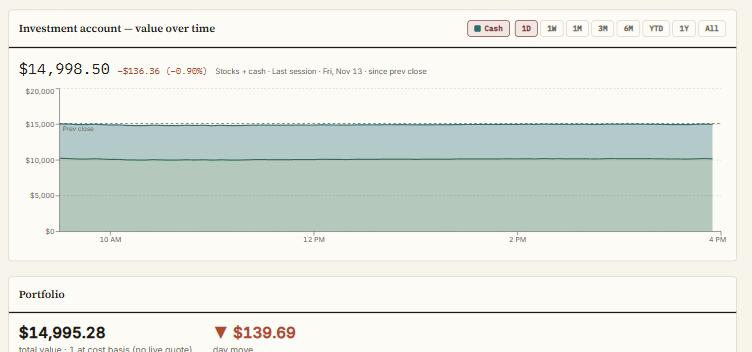 Investment account — value over time
Cash 1D 1W 1M 3M 6M YTD 1Y All
$14,998.50 −$136.36 (−0.90%) Stocks + cash · Last session · Fri, Nov 13 · since prev close
$20,000
$15,000
Prev close
$10,000
$5,000
$0
10 AM 12 PM 2 PM 4 PM
Portfolio
$14,995.28 ▼ $139.69
total value · 1 at cost basis (no live quote) day move